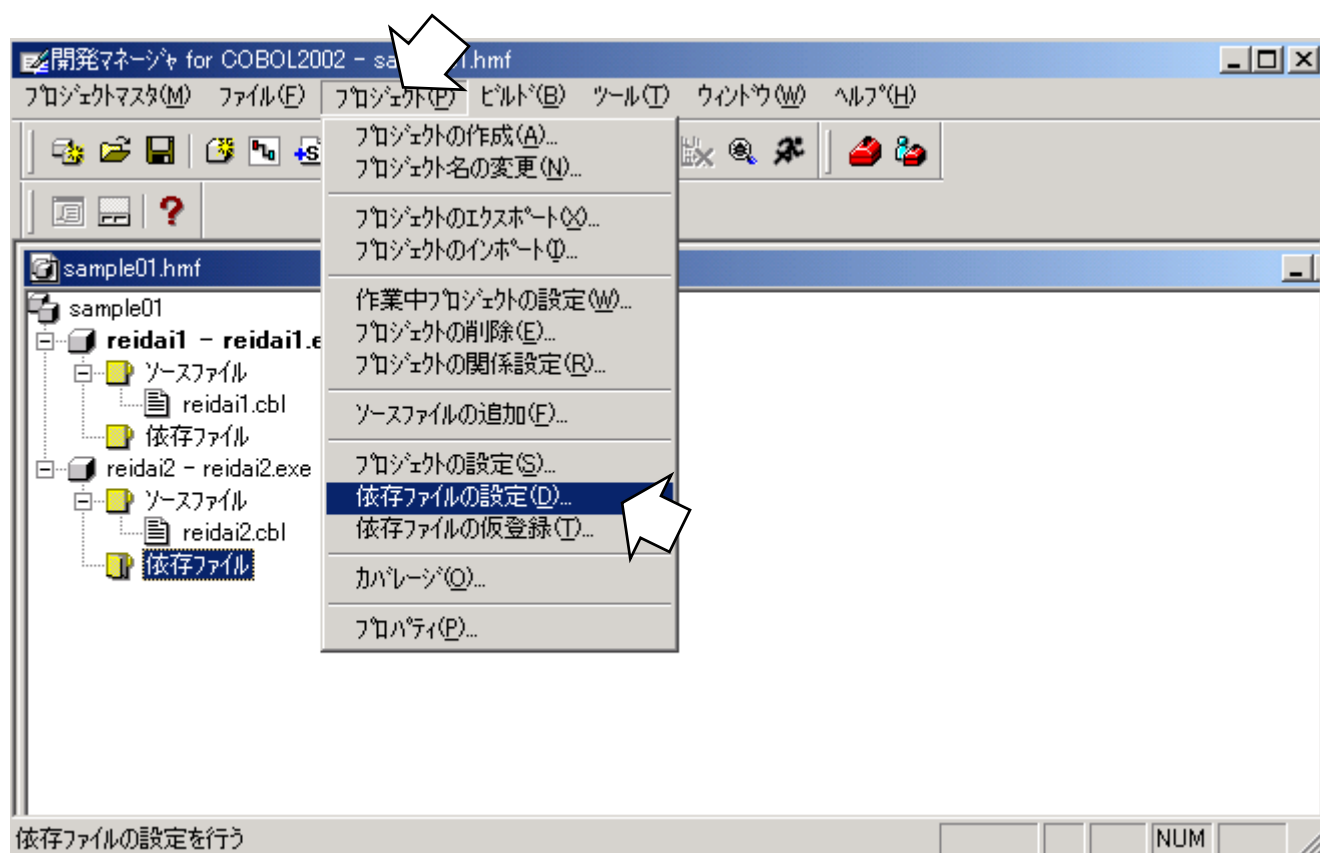 開発ﾏﾈｰｼﾞｬ for COBOL2002 - sa 1.hmf
ﾌﾟﾛｼﾞｪｸﾄﾏｽﾀ(M) ﾌｧｲﾙ(F) ﾌﾟﾛｼﾞｪｸﾄ(P) ﾋﾞﾙﾄﾞ(B) ﾂｰﾙ(T) ｳｨﾝﾄﾞｳ(W) ﾍﾙﾌﾟ(H)
ﾌﾟﾛｼﾞｪｸﾄの作成(A)...
ﾌﾟﾛｼﾞｪｸﾄ名の変更(N)...
ﾌﾟﾛｼﾞｪｸﾄのｴｸｽﾎﾟｰﾄ(X)...
ﾌﾟﾛｼﾞｪｸﾄのｲﾝﾎﾟｰﾄ(I)...
作業中ﾌﾟﾛｼﾞｪｸﾄの設定(W)...
ﾌﾟﾛｼﾞｪｸﾄの削除(E)...
ﾌﾟﾛｼﾞｪｸﾄの関係設定(R)...
ｿｰｽﾌｧｲﾙの追加(F)...
ﾌﾟﾛｼﾞｪｸﾄの設定(S)...
依存ﾌｧｲﾙの設定(D)...
依存ﾌｧｲﾙの仮登録(T)...
ｶﾊﾞﾚｰｼﾞ(O)...
ﾌﾟﾛﾊﾟﾃｨ(P)...
sample01.hmf
sample01
reidai1 - reidai1.e
ｿｰｽﾌｧｲﾙ
reidai1.cbl
依存ﾌｧｲﾙ
reidai2 - reidai2.exe
ｿｰｽﾌｧｲﾙ
reidai2.cbl
依存ﾌｧｲﾙ
依存ﾌｧｲﾙの設定を行う
NUM